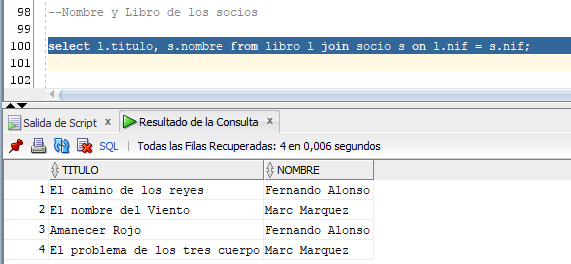 98 --Nombre y Libro de los socios
99
100 select l.titulo, s.nombre from libro l join socio s on l.nif = s.nif;
101
102
Salida de Script x Resultado de la Consulta x
SQL | Todas las Filas Recuperadas: 4 en 0,006 segundos
TITULO NOMBRE
1 El camino de los reyes Fernando Alonso
2 El nombre del Viento Marc Marquez
3 Amanecer Rojo Fernando Alonso
4 El problema de los tres cuerpo Marc Marquez